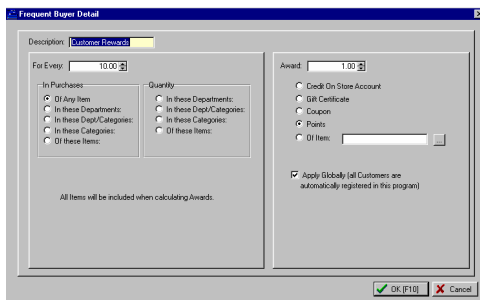 Frequent Buyer Detail
Description: Customer Rewards
For Every: 10.00
In Purchases
Of Any Item
In these Departments:
In these Dept/Categories:
In these Categories:
Of these Items:
Quantity
In these Departments:
In these Dept/Categories:
In these Categories:
Of these Items:
All Items will be included when calculating Awards.
Award: 1.00
Credit On Store Account
Gift Certificate
Coupon
Points
Of Item: ...
Apply Globally (all Customers are
automatically registered in this program)
OK [F10] Cancel